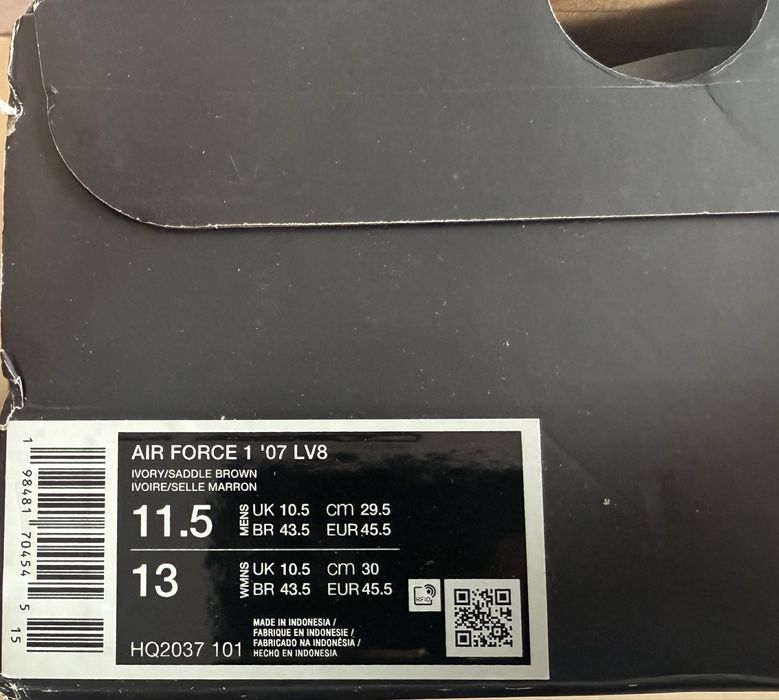 AIR FORCE 1 '07 LV8
IVORY/SADDLE BROWN
IVOIRE/SELLE MARRON
11.5 MENS UK 10.5 cm 29.5
BR 43.5 EUR 45.5
13 WMNS UK 10.5 cm 30
BR 43.5 EUR 45.5
RFID
MADE IN INDONESIA /
FABRIQUE EN INDONESIE /
FABRICADO NA INDONÉSIA /
HECHO EN INDONESIA
HQ2037 101
1 98481 70454 5 15